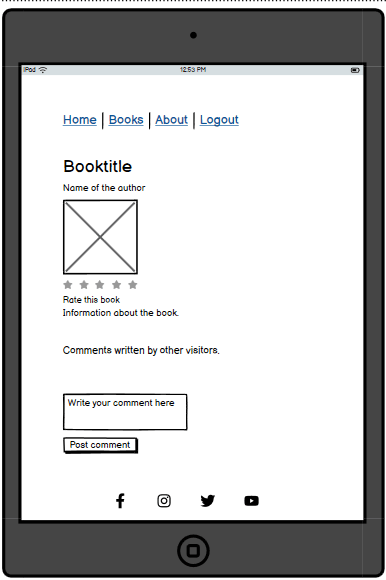 iPad 12:53 PM
Home | Books | About | Logout
Booktitle
Name of the author
Rate this book
Information about the book.
Comments written by other visitors.
Write your comment here
Post comment